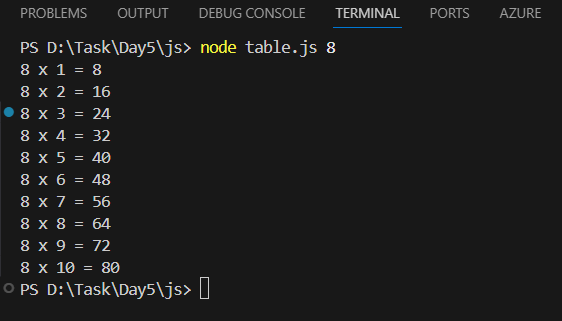 PROBLEMS OUTPUT DEBUG CONSOLE TERMINAL PORTS AZURE
PS D:\Task\Day5\js> node table.js 8
8 x 1 = 8
8 x 2 = 16
8 x 3 = 24
8 x 4 = 32
8 x 5 = 40
8 x 6 = 48
8 x 7 = 56
8 x 8 = 64
8 x 9 = 72
8 x 10 = 80
PS D:\Task\Day5\js>